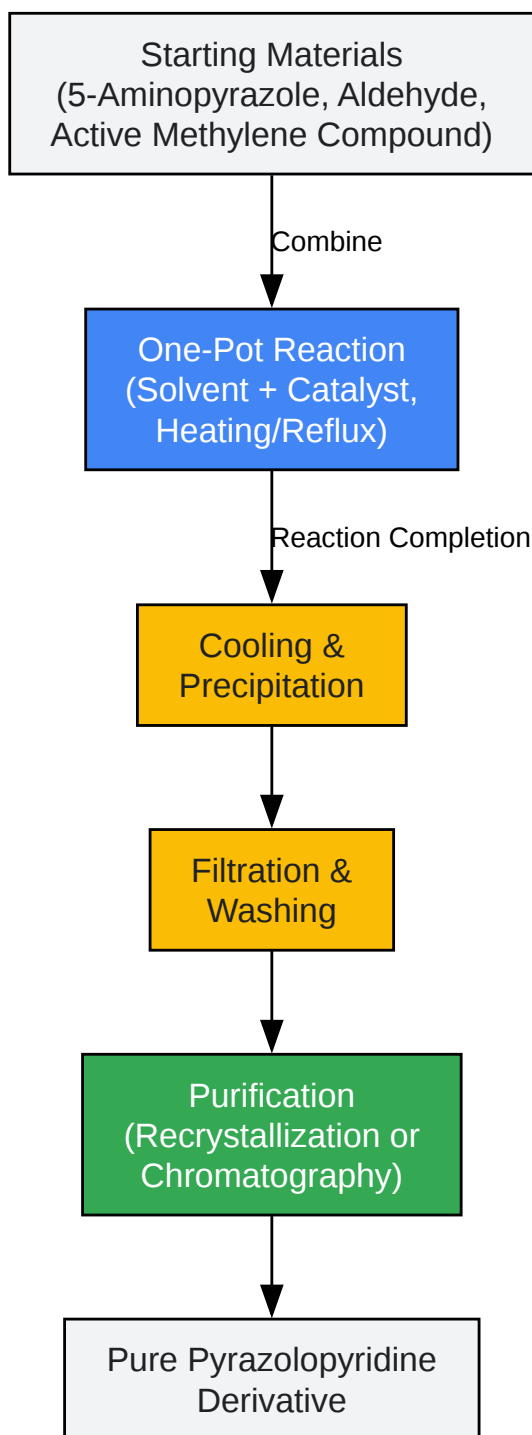 Starting Materials
(5-Aminopyrazole, Aldehyde,
Active Methylene Compound)
Combine
One-Pot Reaction
(Solvent + Catalyst,
Heating/Reflux)
Reaction Completion
Cooling &
Precipitation
Filtration &
Washing
Purification
(Recrystallization or
Chromatography)
Pure Pyrazolopyridine
Derivative